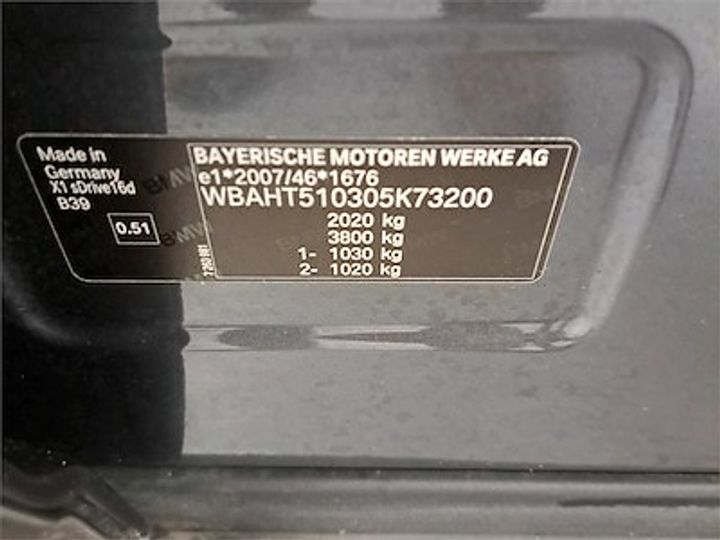 Made in
Germany
X1 sDrive16d
B39
0.51
BAYERISCHE MOTOREN WERKE AG
e1*2007/46*1676
WBAHT510305K73200
2020 kg
3800 kg
1- 1030 kg
2- 1020 kg